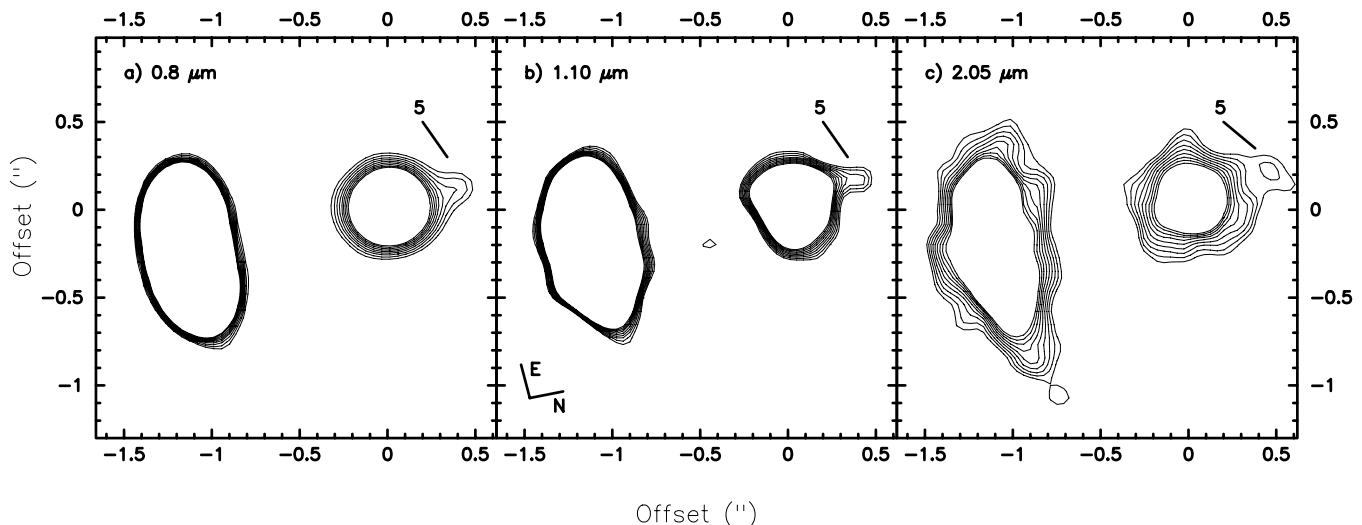 −1.5 −1 −0.5 0 0.5 −1.5 −1 −0.5 0 0.5 −1.5 −1 −0.5 0 0.5
a) 0.8 μm b) 1.10 μm c) 2.05 μm
5 5 5
0.5 0.5
0 0
−0.5 −0.5
−1 −1
E
N
−1.5 −1 −0.5 0 0.5 −1.5 −1 −0.5 0 0.5 −1.5 −1 −0.5 0 0.5
Offset ('')
Offset ('')